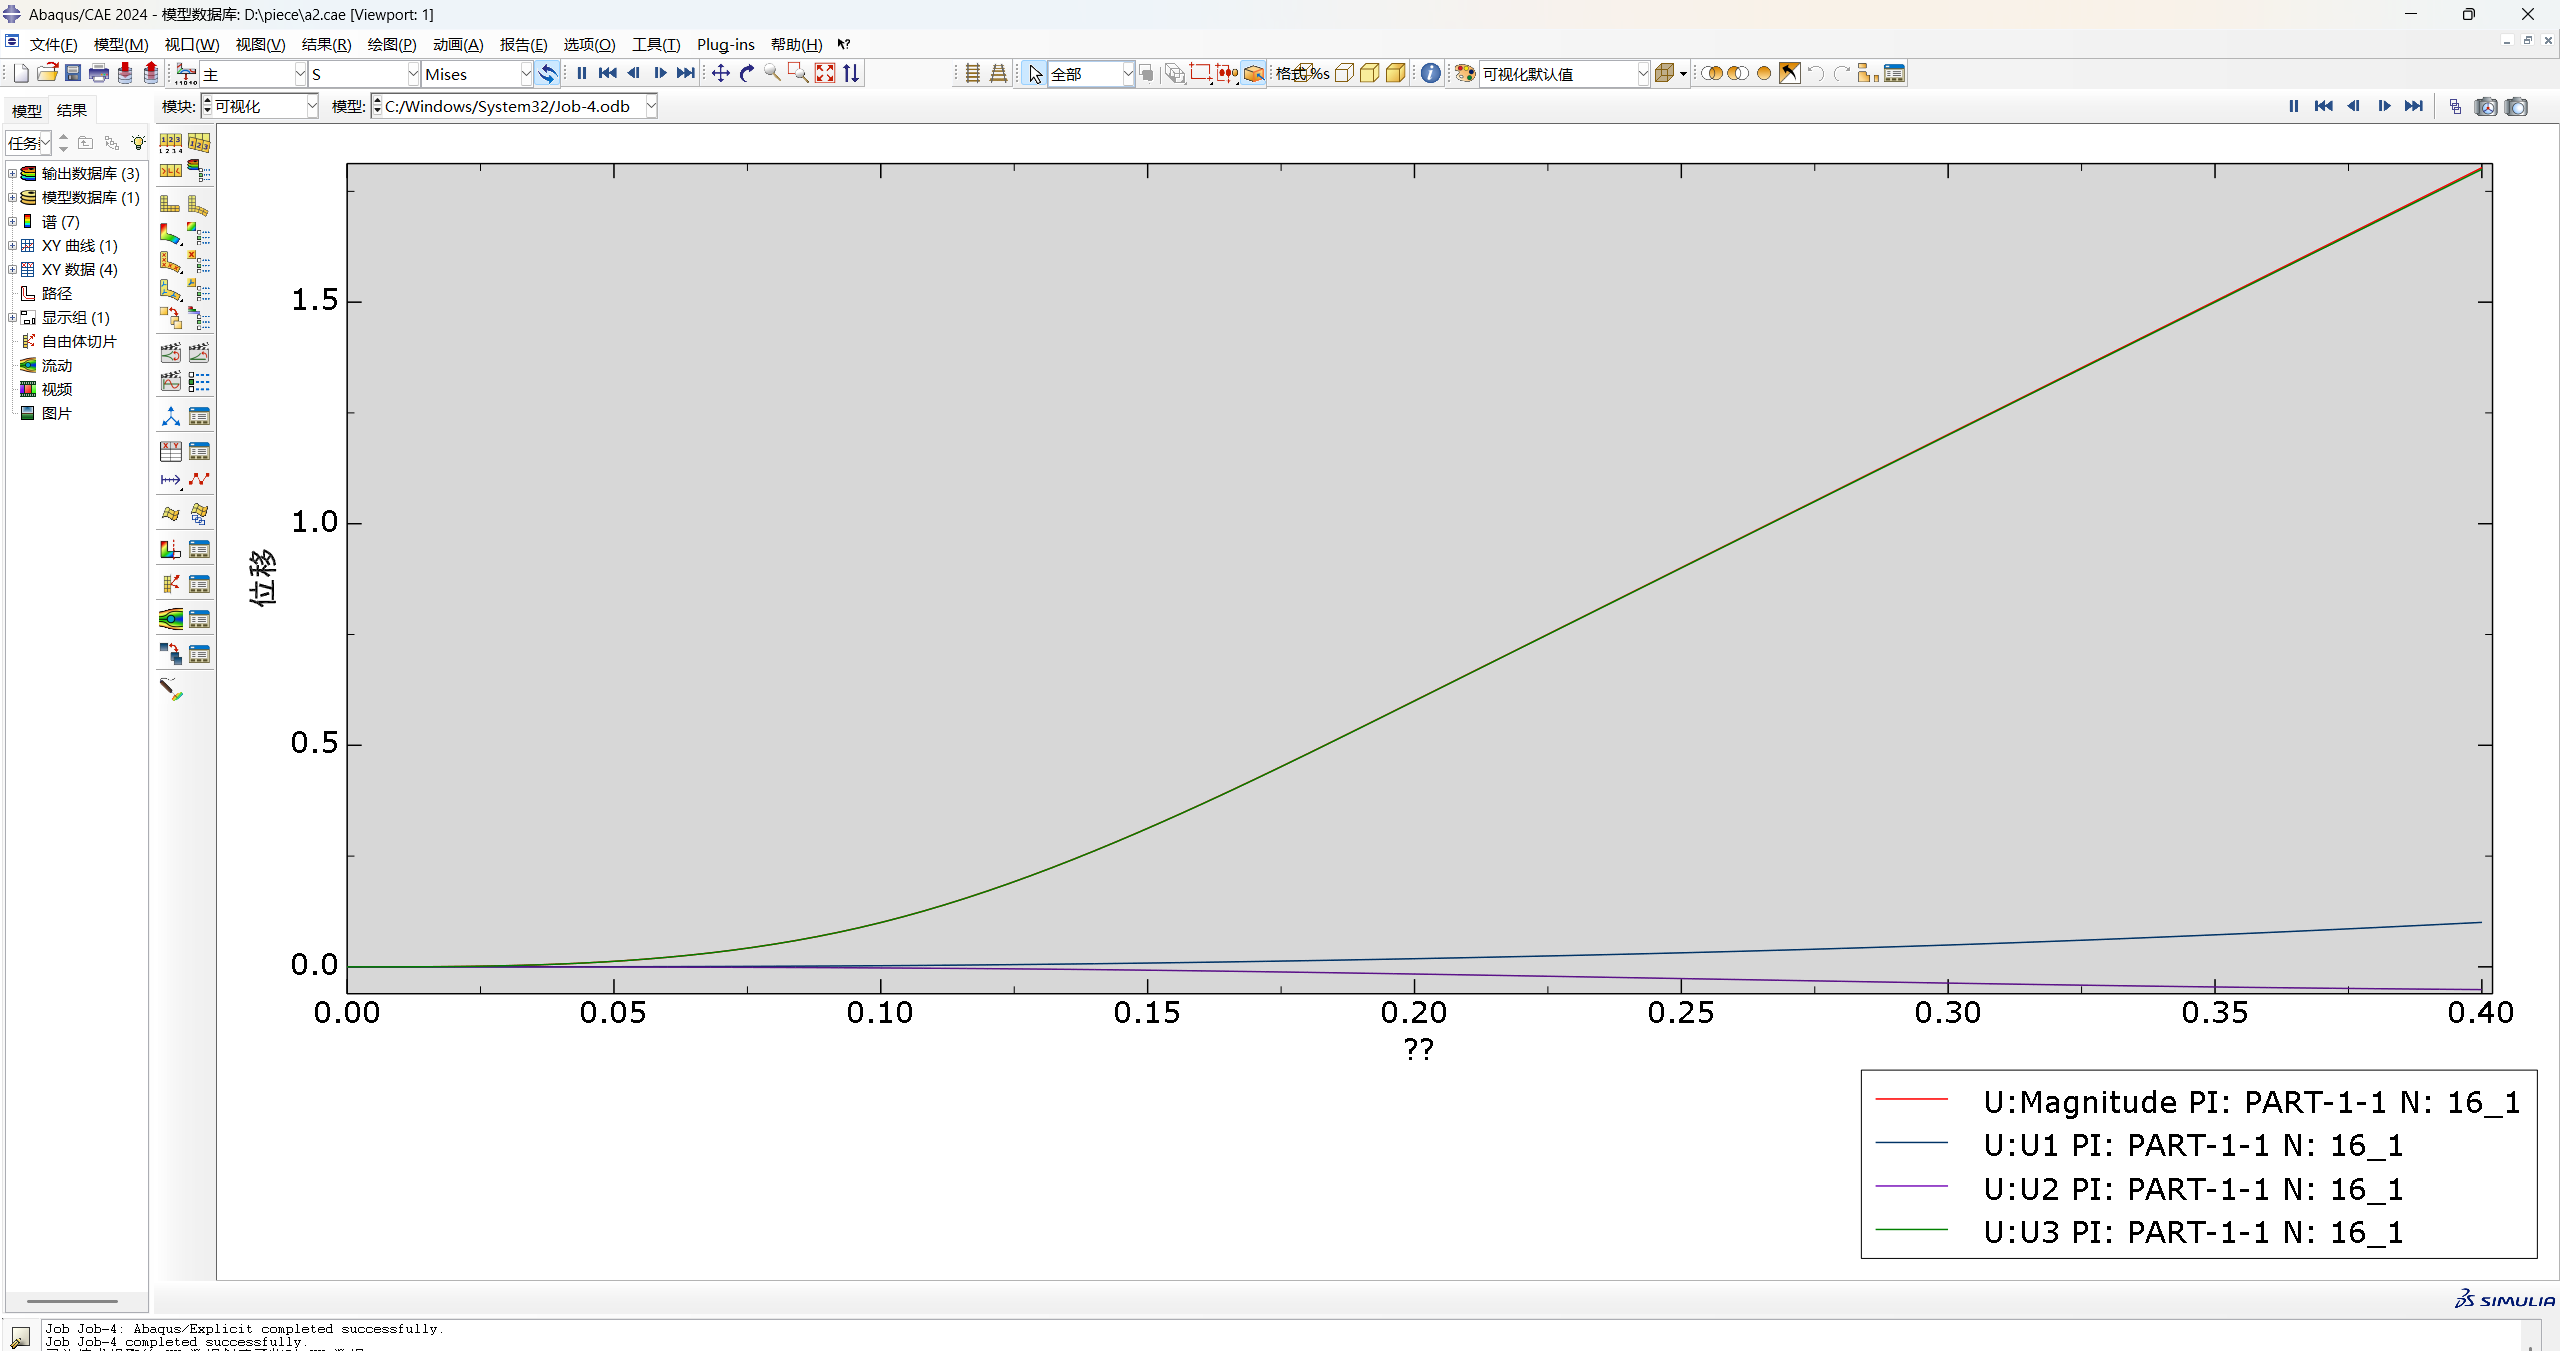 Abaqus/CAE 2024 - 模型数据库: D:\piece\a2.cae [Viewport: 1]
文件(F) 模型(M) 视口(W) 视图(V) 结果(R) 绘图(P) 动画(A) 报告(E) 选项(O) 工具(T) Plug-ins 帮助(H)
主 S Mises 全部 %s 可视化默认值
模型 结果 模块: 可视化 模型: C:/Windows/System32/Job-4.odb
输出数据库 (3)
模型数据库 (1)
谱 (7)
XY 曲线 (1)
XY 数据 (4)
路径
显示组 (1)
自由体切片
流动
视频
图片
位移
1.5
1.0
0.5
0.0
0.00 0.05 0.10 0.15 0.20 0.25 0.30 0.35 0.40
??
U:Magnitude PI: PART-1-1 N: 16_1
U:U1 PI: PART-1-1 N: 16_1
U:U2 PI: PART-1-1 N: 16_1
U:U3 PI: PART-1-1 N: 16_1
SIMULIA
Job Job-4: Abaqus/Explicit completed successfully.
Job Job-4 completed successfully.